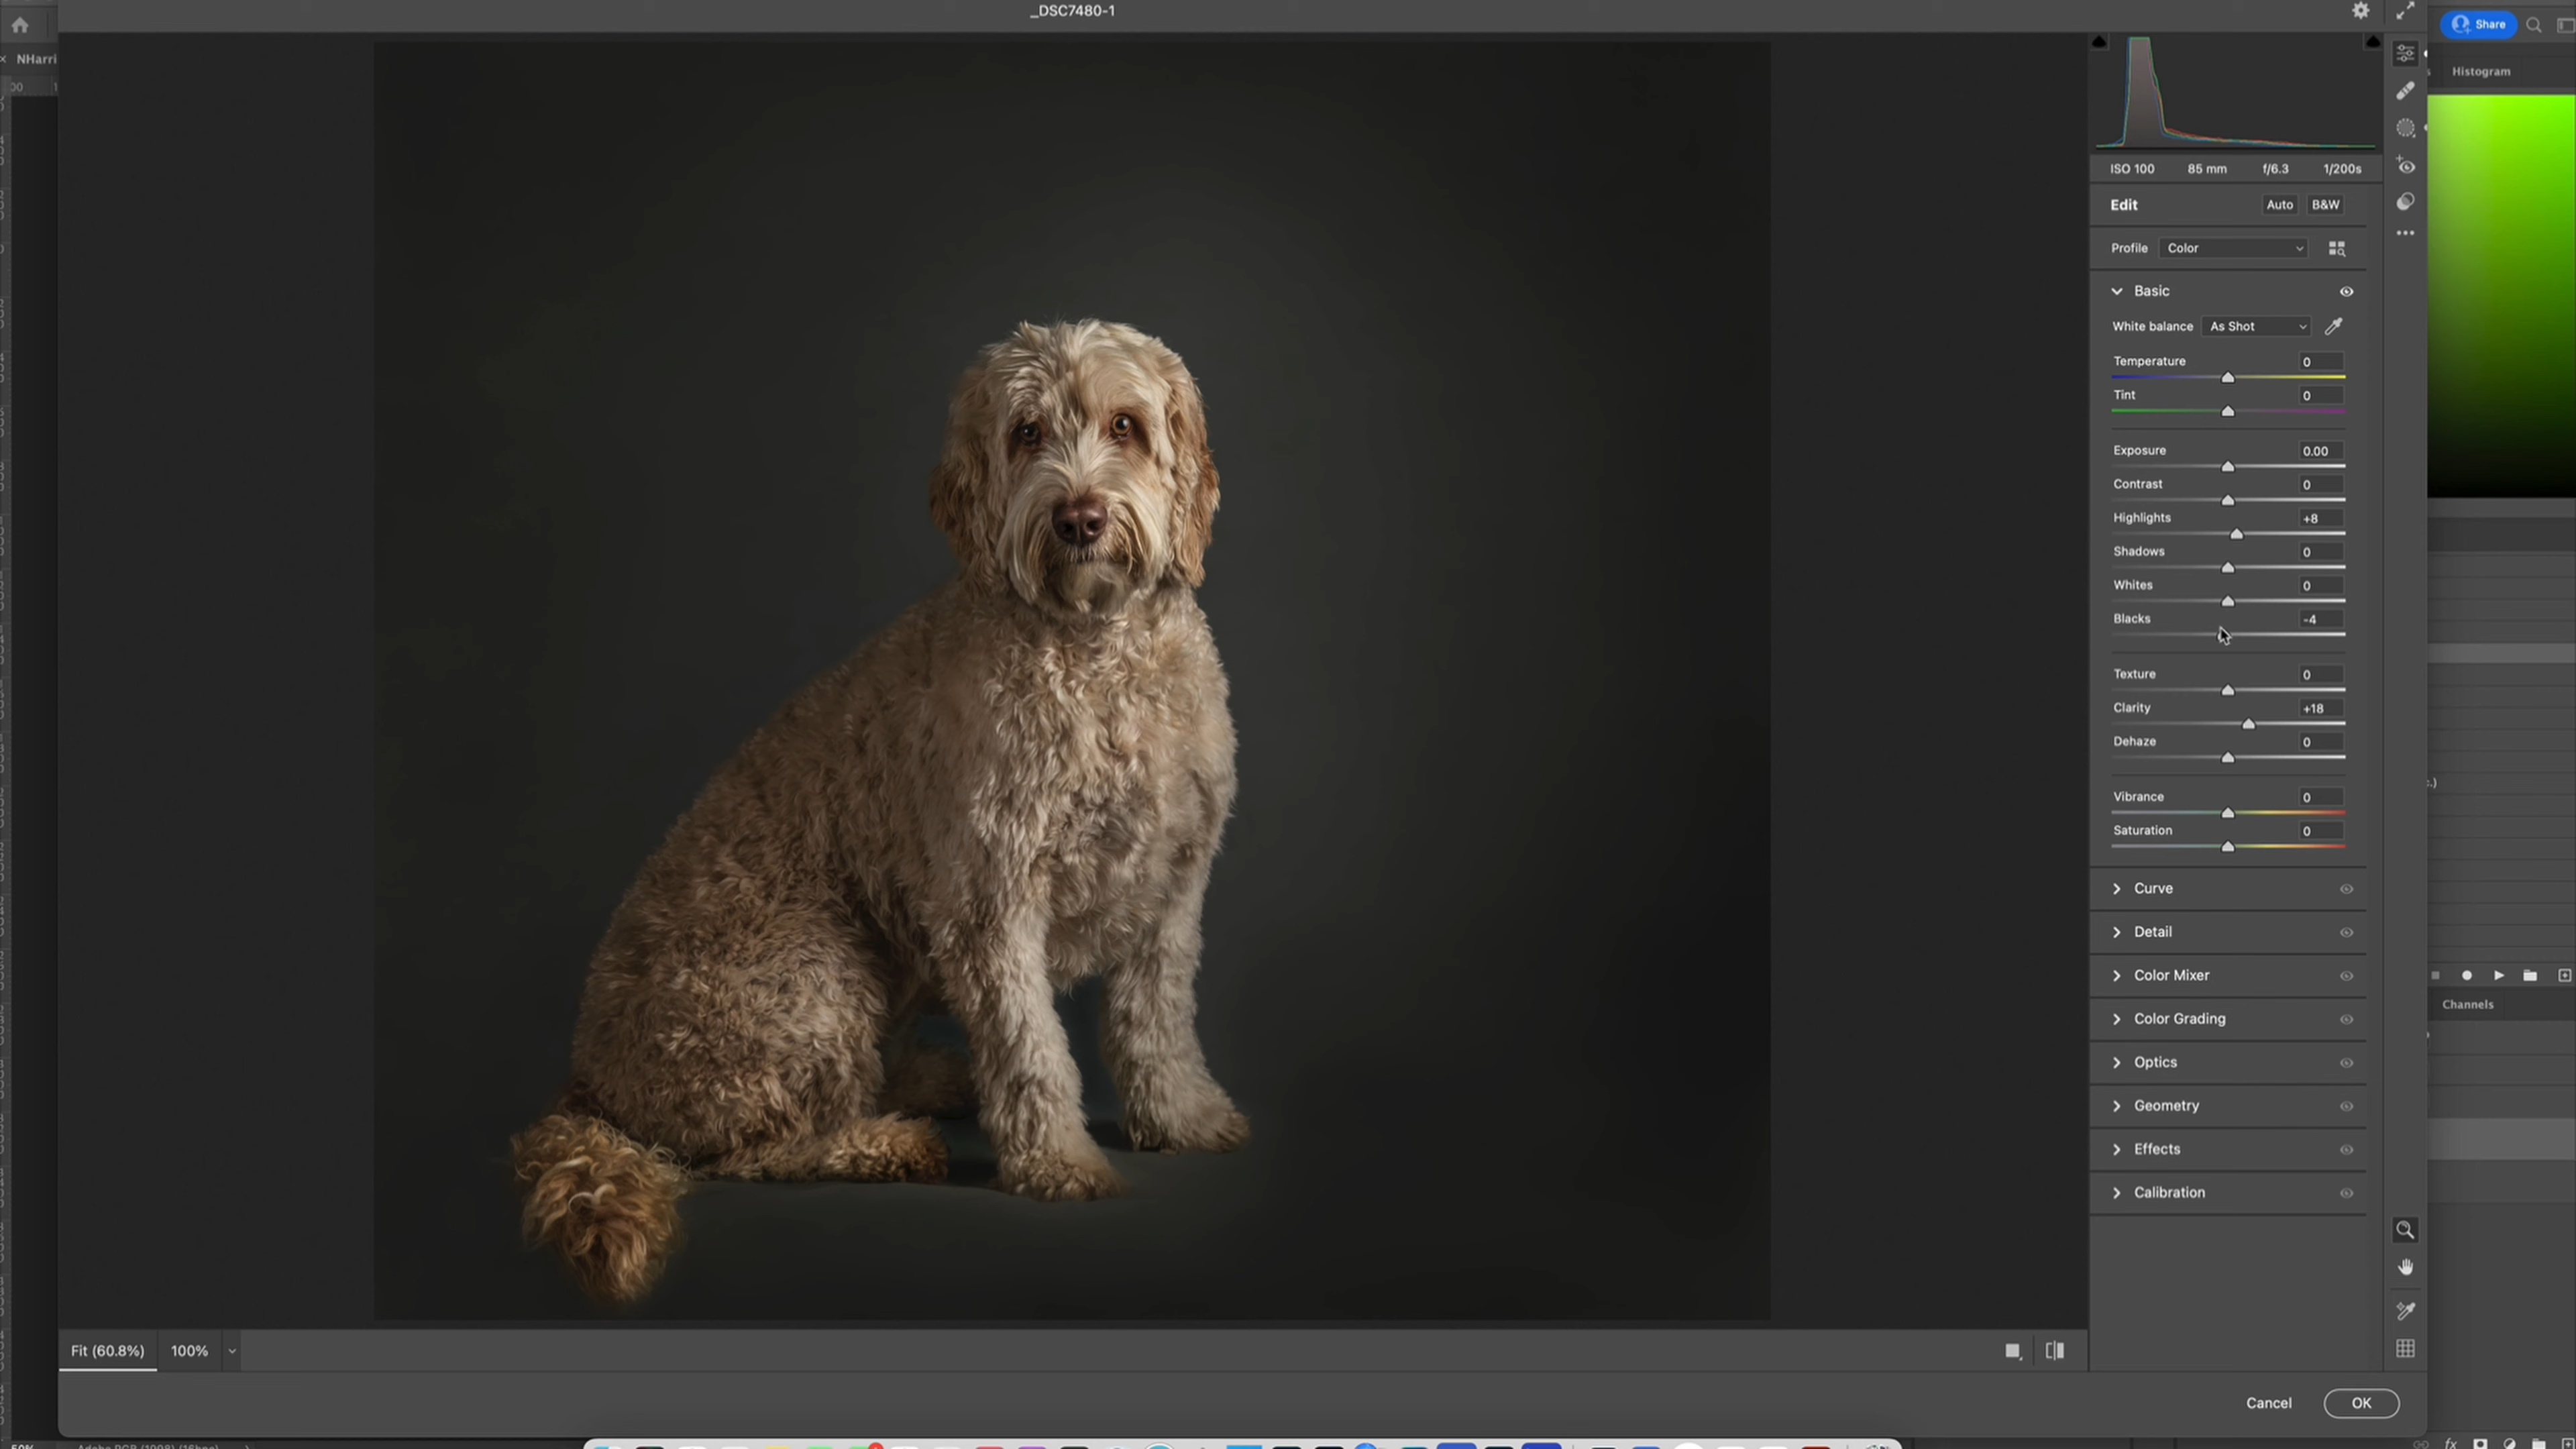 _DSC7480-1
Share
NHarri
Histogram
ISO 100 85 mm f/6.3 1/200s
Edit Auto B&W
Profile Color
Basic
White balance As Shot
Temperature 0
Tint 0
Exposure 0.00
Contrast 0
Highlights +8
Shadows 0
Whites 0
Blacks -4
Texture 0
Clarity +18
Dehaze 0
Vibrance 0
Saturation 0
Curve
Detail
Color Mixer
Color Grading
Optics
Geometry
Effects
Calibration
Channels
Fit (60.8%) 100%
Cancel OK